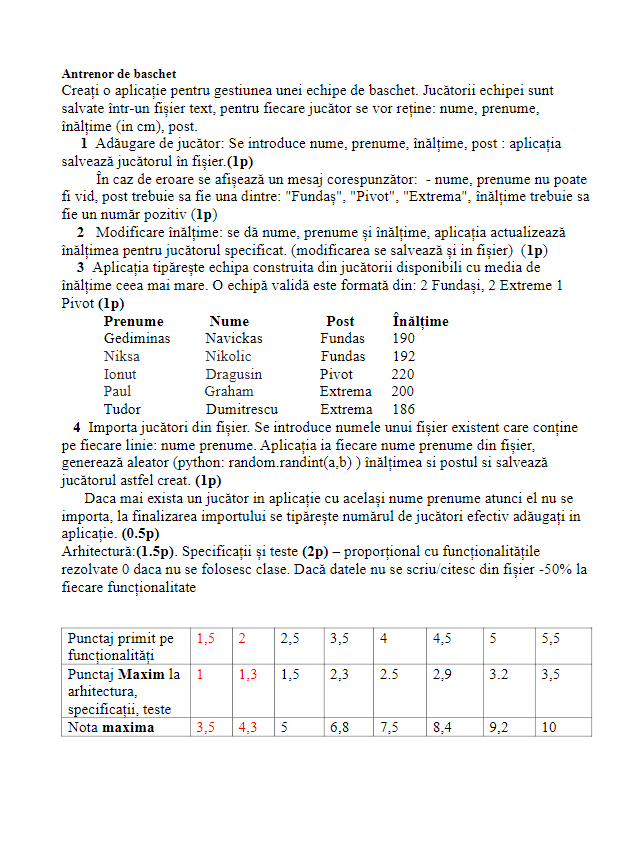 Antrenor de baschet
Creați o aplicație pentru gestiunea unei echipe de baschet. Jucătorii echipei sunt
salvate într-un fișier text, pentru fiecare jucător se vor reține: nume, prenume,
înălțime (in cm), post.
1 Adăugare de jucător: Se introduce nume, prenume, înălțime, post : aplicația
salvează jucătorul în fișier.(1p)
În caz de eroare se afișează un mesaj corespunzător: - nume, prenume nu poate
fi vid, post trebuie sa fie una dintre: "Fundaș", "Pivot", "Extrema", înălțime trebuie sa
fie un număr pozitiv (1p)
2 Modificare înălțime: se dă nume, prenume și înălțime, aplicația actualizează
înălțimea pentru jucătorul specificat. (modificarea se salvează și in fișier) (1p)
3 Aplicația tipărește echipa construita din jucătorii disponibili cu media de
înălțime ceea mai mare. O echipă validă este formată din: 2 Fundași, 2 Extreme 1
Pivot (1p)
Prenume Nume Post Înălțime
Gediminas Navickas Fundas 190
Niksa Nikolic Fundas 192
Ionut Dragusin Pivot 220
Paul Graham Extrema 200
Tudor Dumitrescu Extrema 186
4 Importa jucători din fișier. Se introduce numele unui fișier existent care conține
pe fiecare linie: nume prenume. Aplicația ia fiecare nume prenume din fișier,
generează aleator (python: random.randint(a,b) ) înălțimea si postul si salvează
jucătorul astfel creat. (1p)
Daca mai exista un jucător in aplicație cu același nume prenume atunci el nu se
importa, la finalizarea importului se tipărește numărul de jucători efectiv adăugați in
aplicație. (0.5p)
Arhitectură:(1.5p). Specificații și teste (2p) – proporțional cu funcționalitățile
rezolvate 0 daca nu se folosesc clase. Dacă datele nu se scriu/citesc din fișier -50% la
fiecare funcționalitate
Punctaj primit pe
funcționalități 1,5 2 2,5 3,5 4 4,5 5 5,5
Punctaj Maxim la
arhitectura,
specificații, teste 1 1,3 1,5 2,3 2.5 2,9 3.2 3,5
Nota maxima 3,5 4,3 5 6,8 7,5 8,4 9,2 10